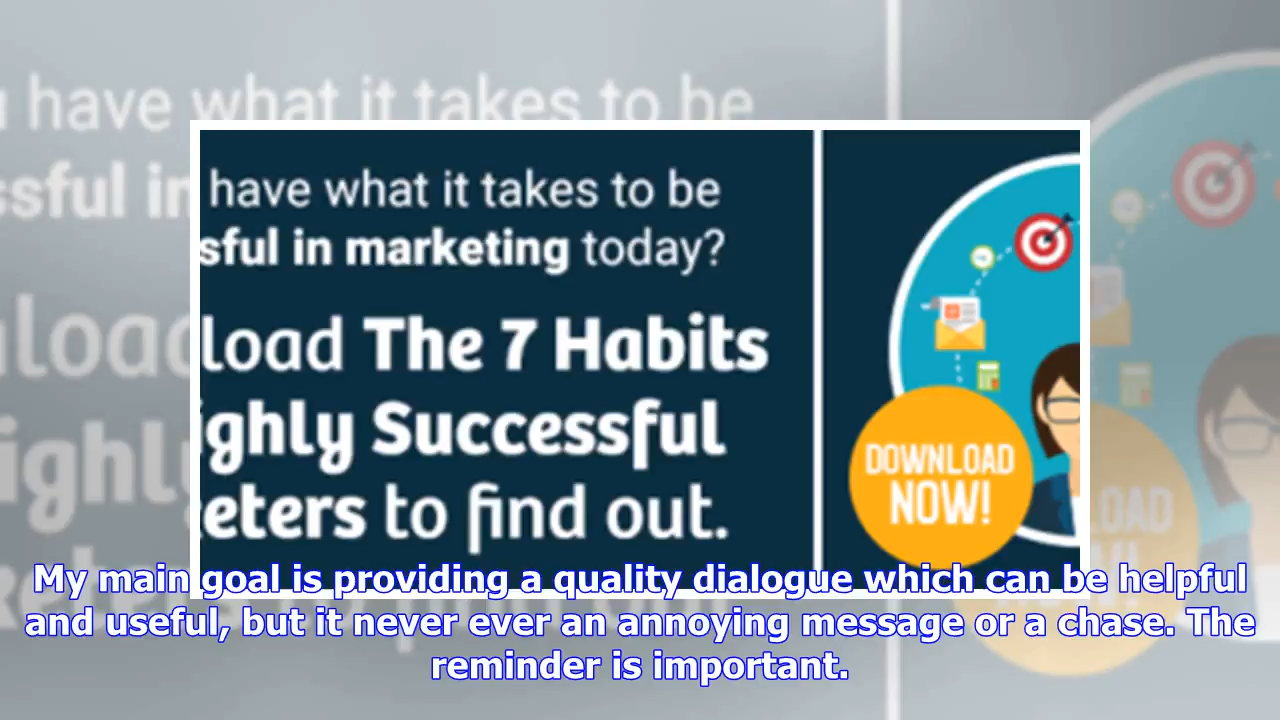 have what it takes to be
sful in marketing today?
load The 7 Habits
ighly Successful
eters to find out.
DOWNLOAD
NOW!
My main goal is providing a quality dialogue which can be helpful
and useful, but it never ever an annoying message or a chase. The
reminder is important.